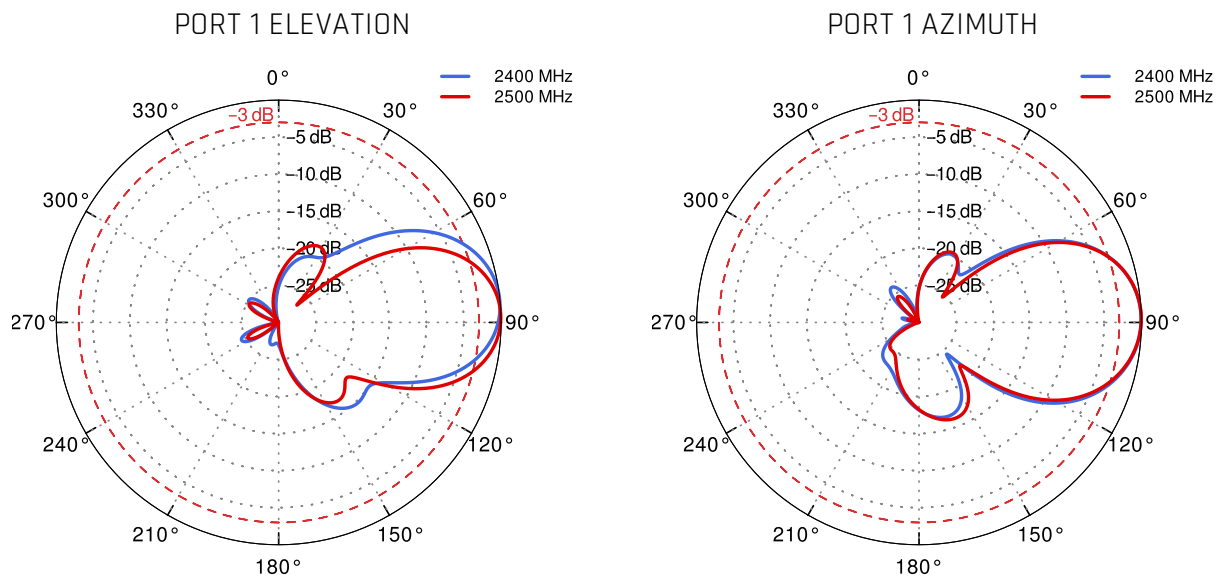 PORT 1 ELEVATION
2400 MHz
2500 MHz
0°
30°
60°
90°
120°
150°
180°
210°
240°
270°
300°
330°
−3 dB
−5 dB
−10 dB
−15 dB
−20 dB
−25 dB
PORT 1 AZIMUTH
2400 MHz
2500 MHz
0°
30°
60°
90°
120°
150°
180°
210°
240°
270°
300°
330°
−3 dB
−5 dB
−10 dB
−15 dB
−20 dB
−25 dB